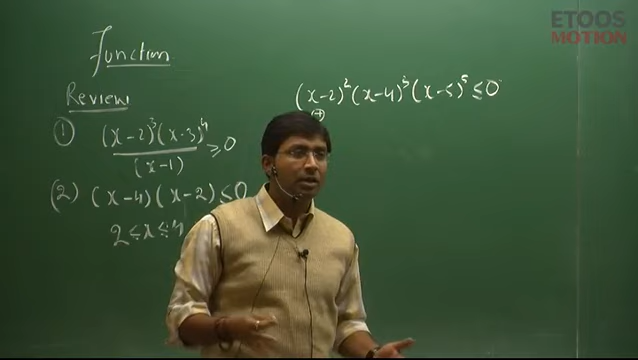 Function
Review
(1) (x-2)³(x-3)⁴ / (x-1) ≥ 0
(2) (x-4)(x-2) ≤ 0
2 ≤ x ≤ 4
(x-2)²(x-4)³(x-5)⁵ ≤ 0
(+)
ETOOS
MOTION